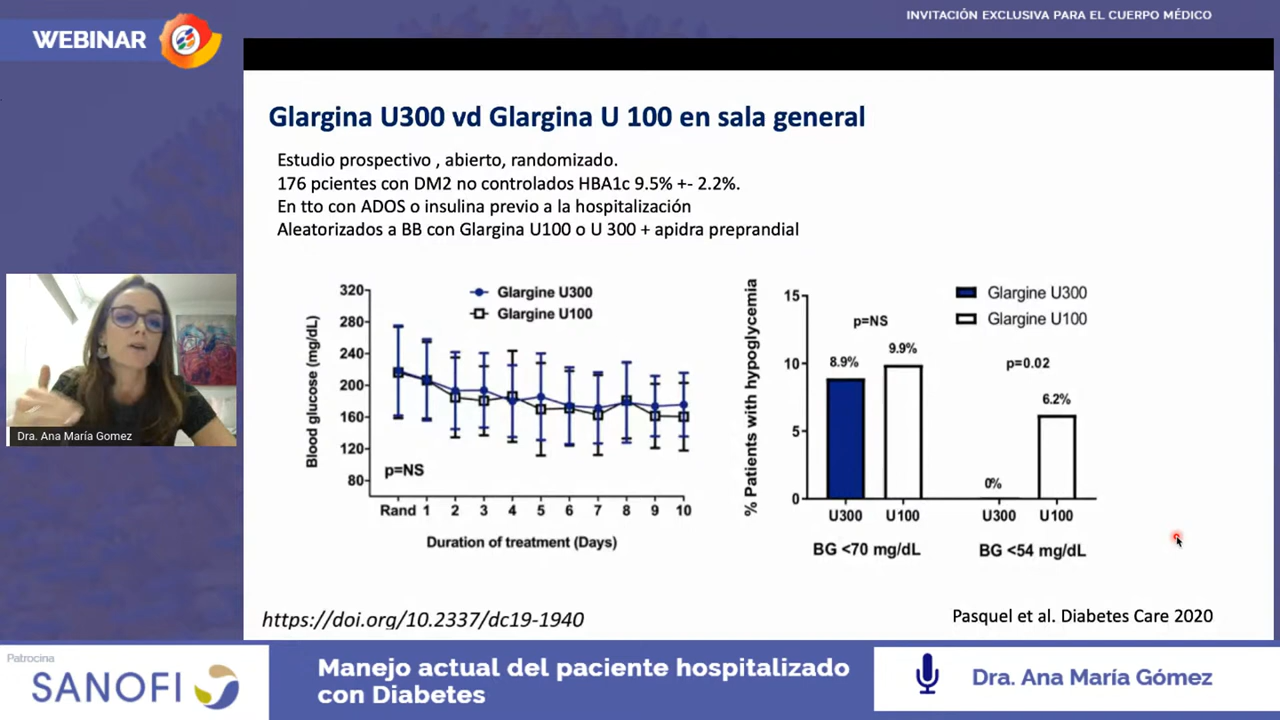 INVITACIÓN EXCLUSIVA PARA EL CUERPO MÉDICO
WEBINAR
Glargina U300 vd Glargina U 100 en sala general
Estudio prospectivo , abierto, randomizado.
176 pcientes con DM2 no controlados HBA1c 9.5% +- 2.2%.
En tto con ADOS o insulina previo a la hospitalización
Aleatorizados a BB con Glargina U100 o U 300 + apidra preprandial
Glargine U300
Glargine U100
Blood glucose (mg/dL)
320
280
240
200
160
120
80
p=NS
Rand 1 2 3 4 5 6 7 8 9 10
Duration of treatment (Days)
% Patients with hypoglycemia
15
10
5
0
Glargine U300
Glargine U100
p=NS
8.9%
9.9%
p=0.02
6.2%
0%
U300 U100 U300 U100
BG <70 mg/dL BG <54 mg/dL
Dra. Ana María Gomez
https://doi.org/10.2337/dc19-1940
Pasquel et al. Diabetes Care 2020
Patrocina
SANOFI
Manejo actual del paciente hospitalizado
con Diabetes
Dra. Ana María Gómez